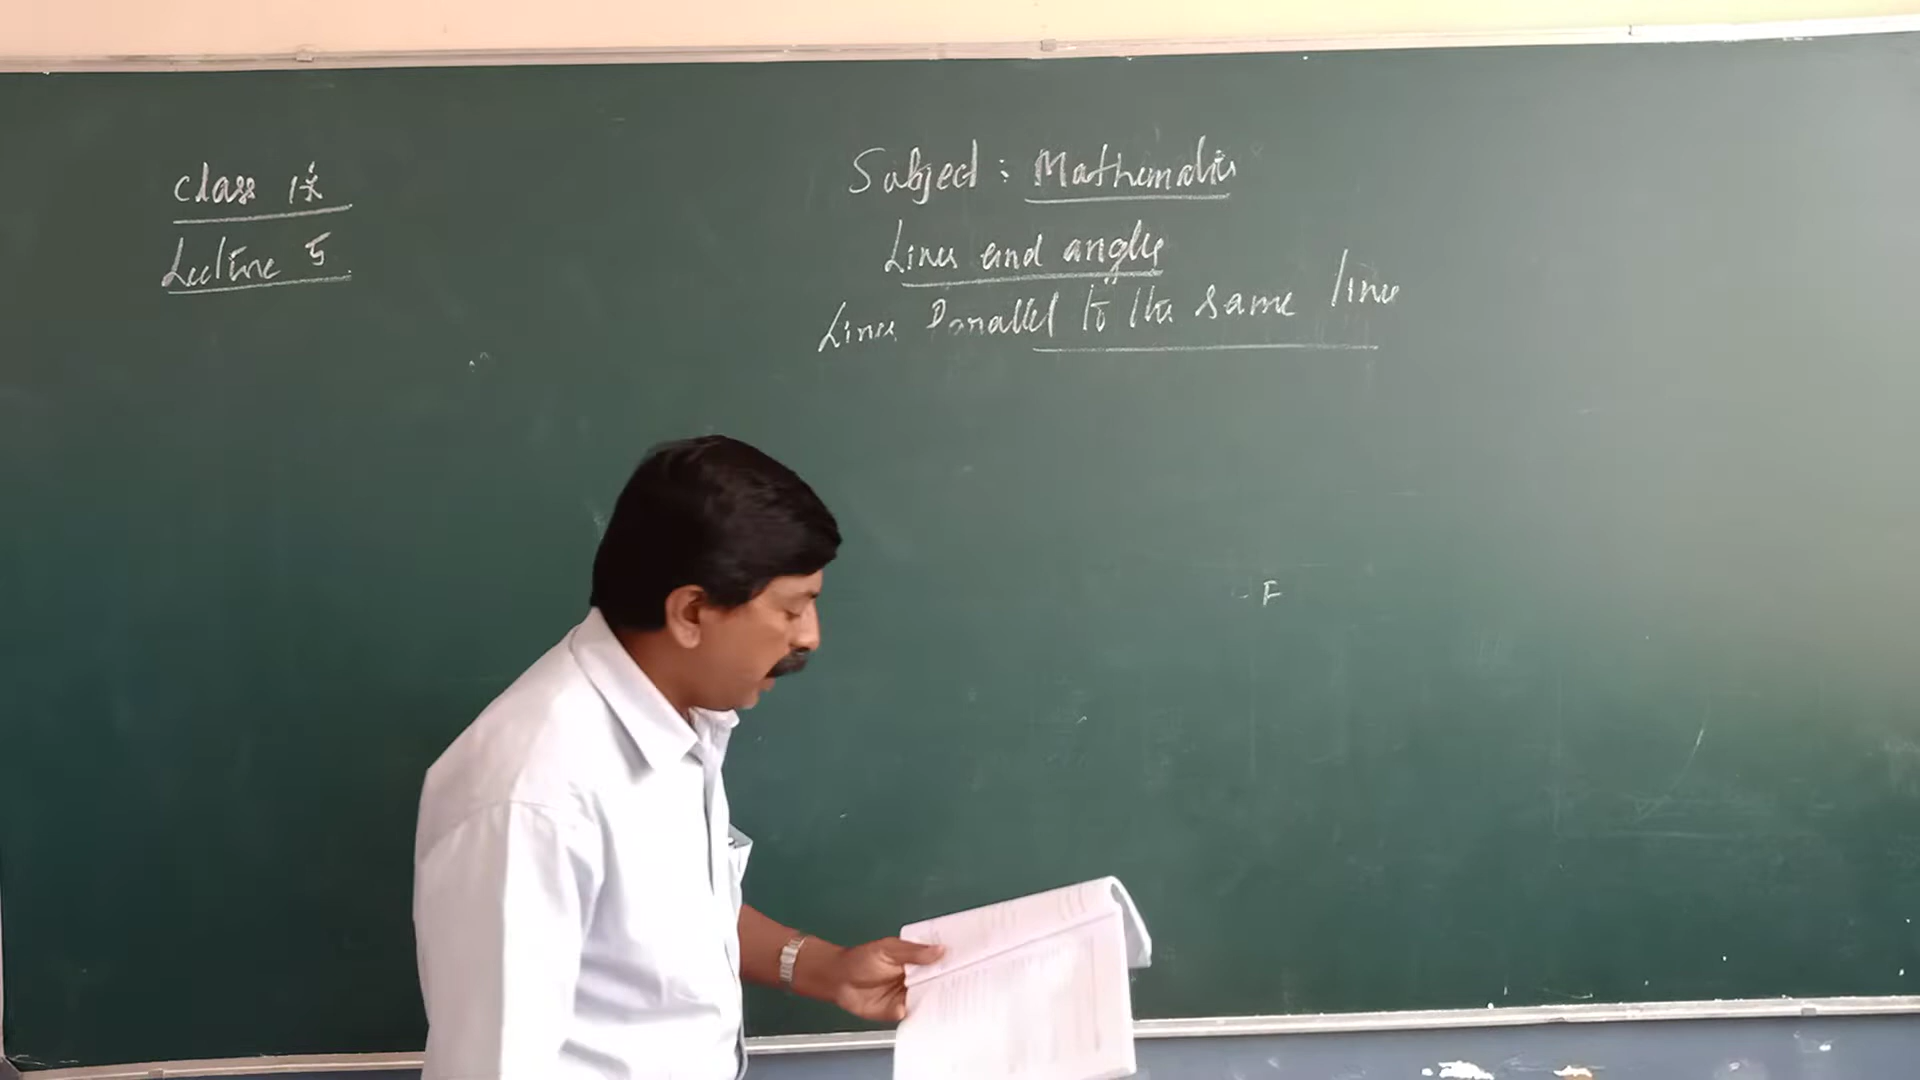 Class IX
Lecture 5.
Subject : Mathematics
Lines and angles
Lines Parallel to the same line
F